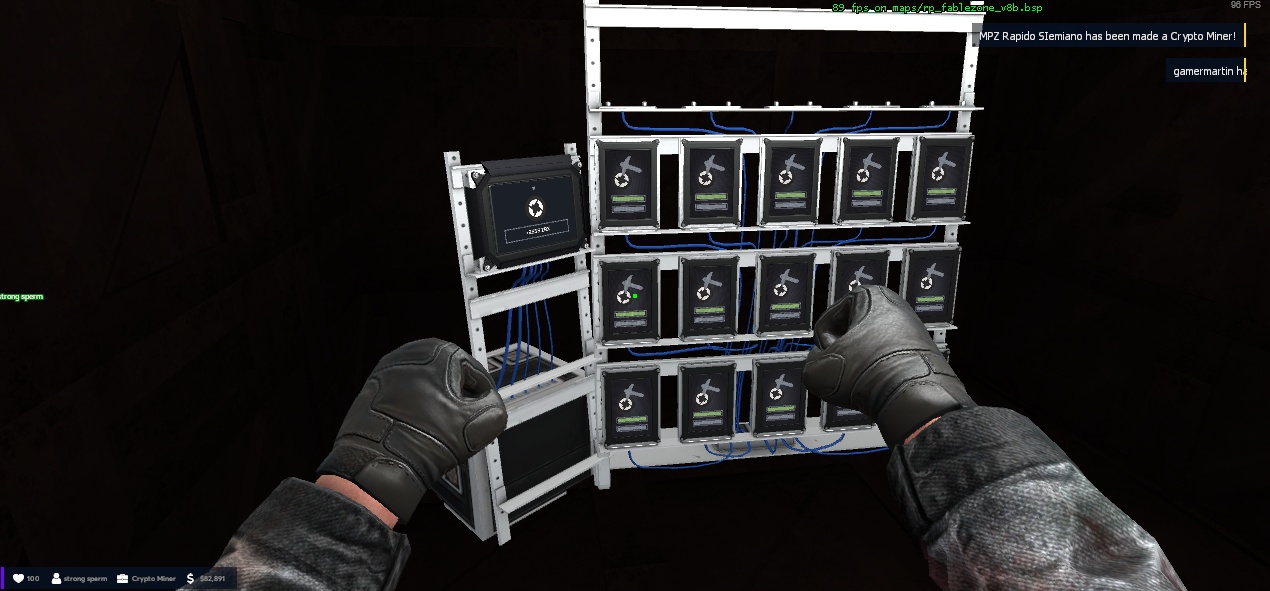 89 fps on maps/rp_fablezone_v8b.bsp
96 FPS
MPZ Rapido SIemiano has been made a Crypto Miner!
gamermartin ha
strong sperm
100 strong sperm Crypto Miner $82,891